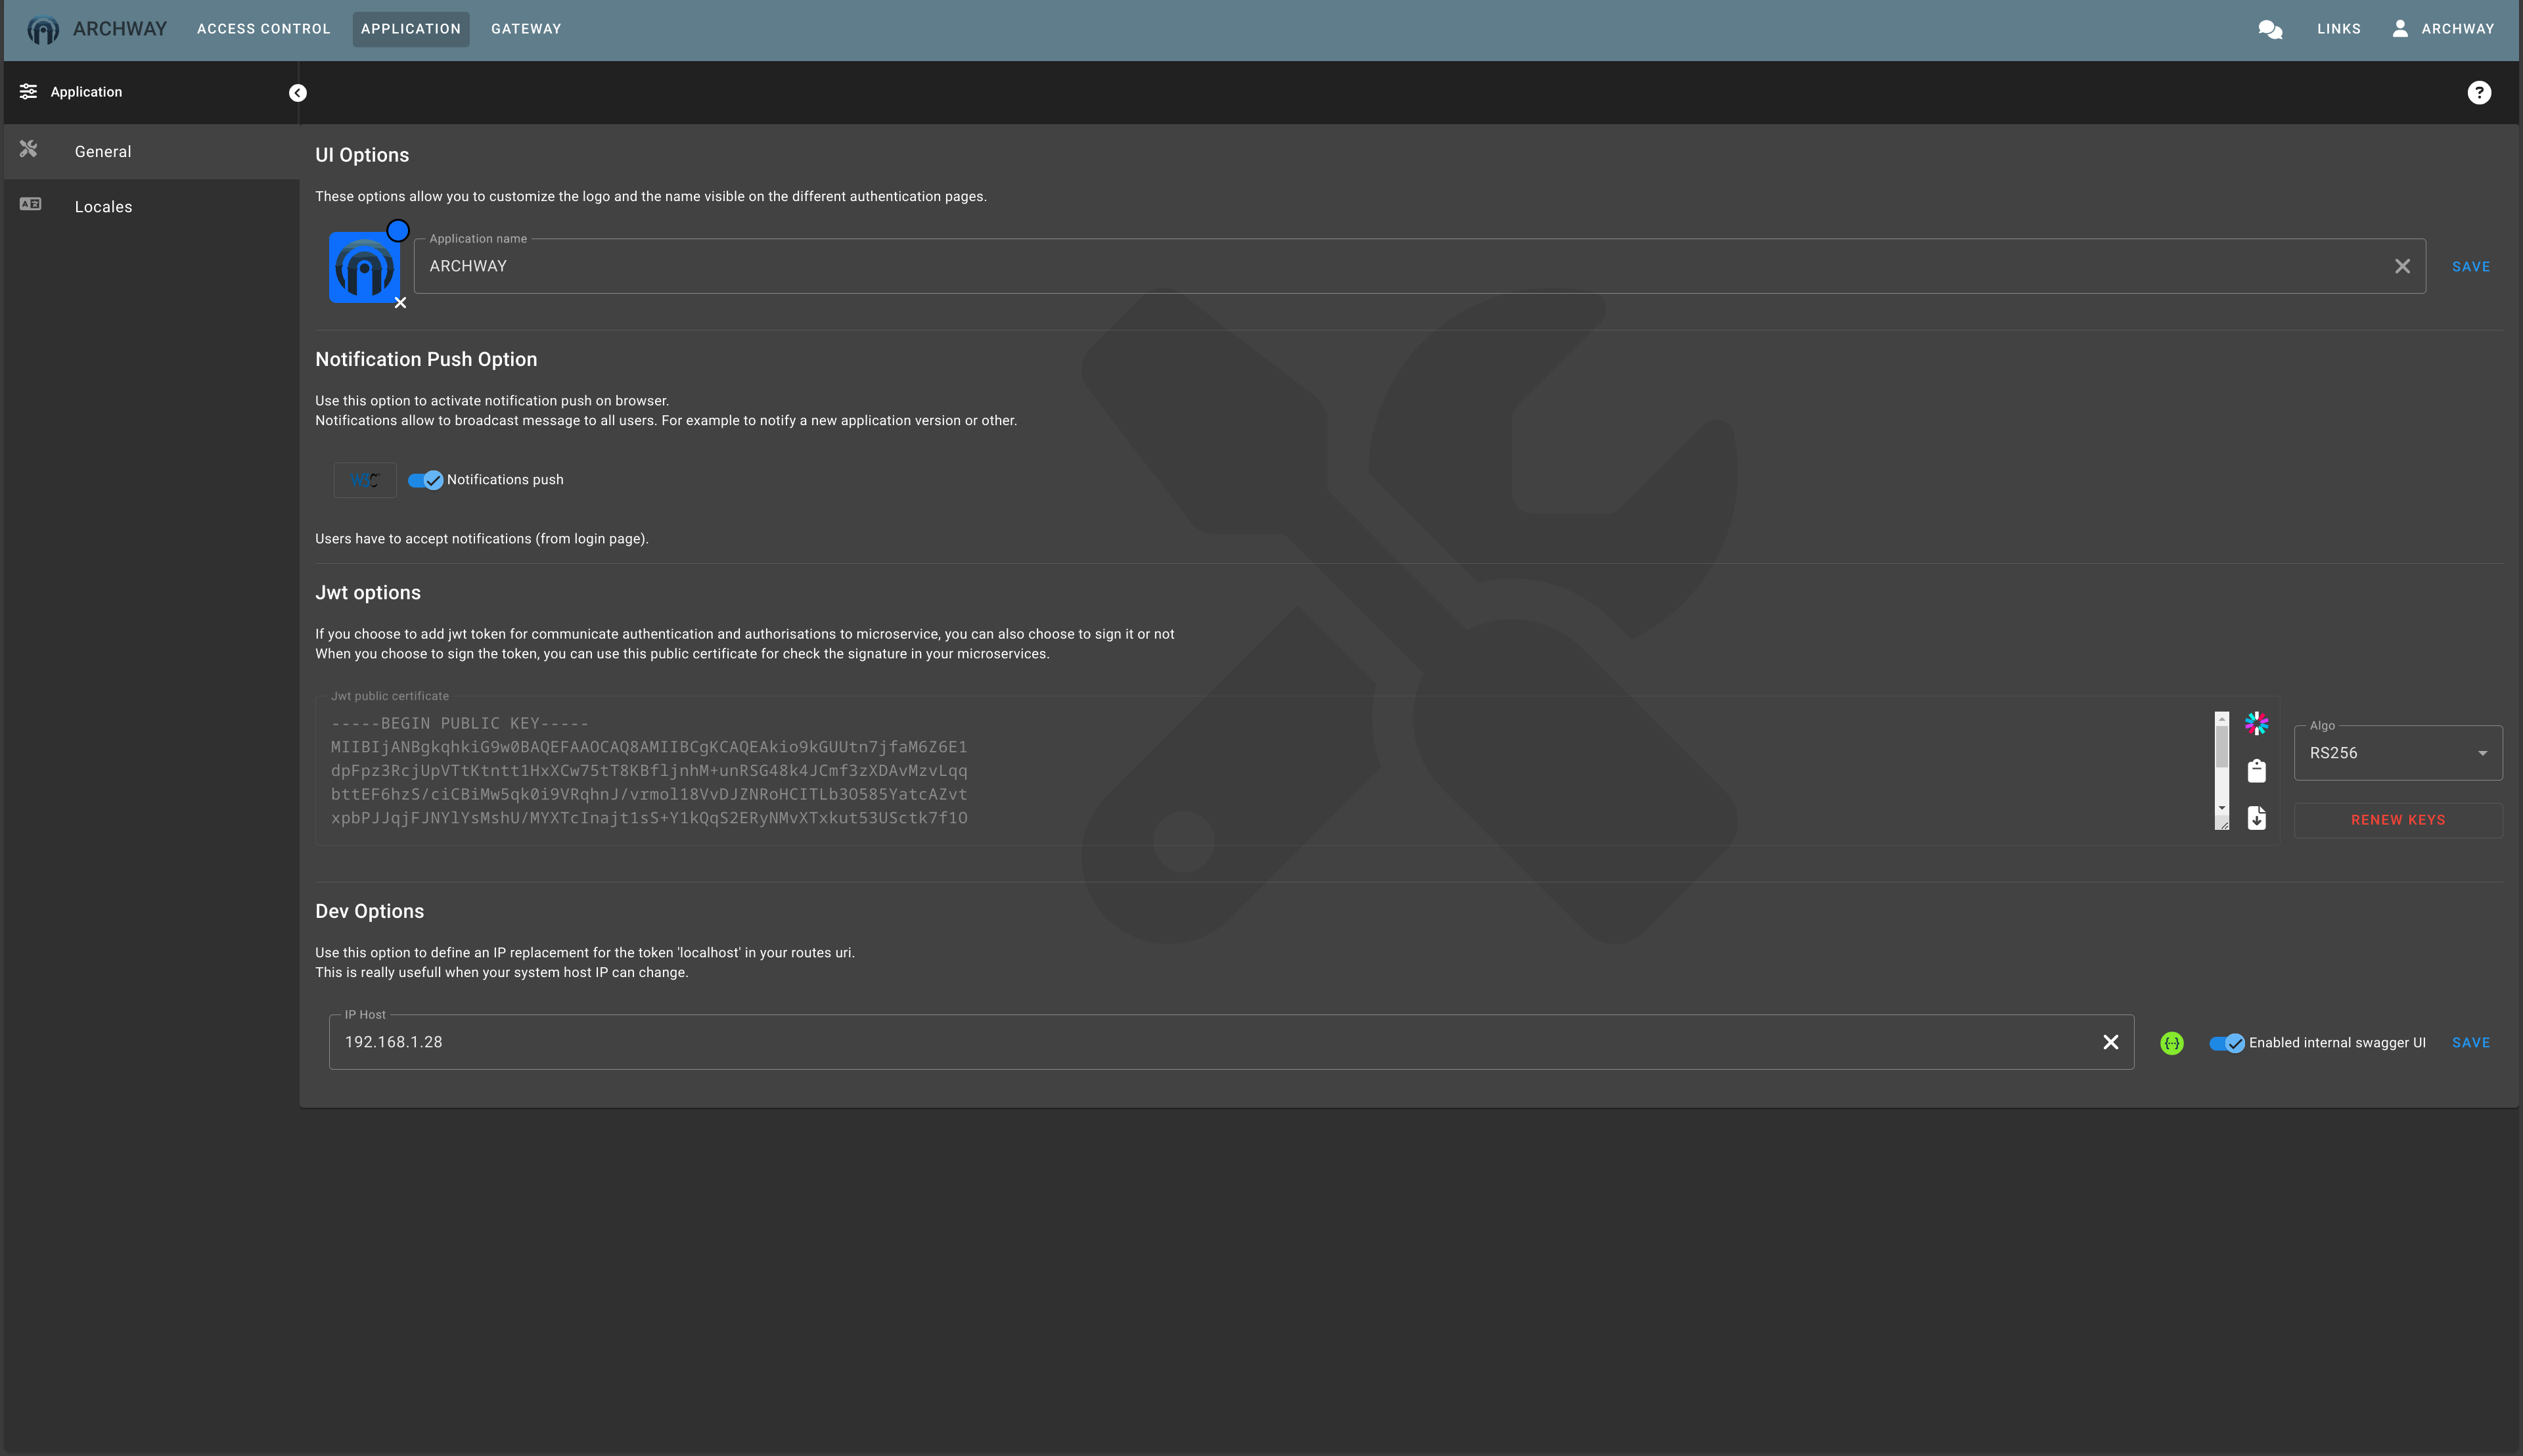 ARCHWAY ACCESS CONTROL APPLICATION GATEWAY LINKS ARCHWAY
Application
?
General
Locales
UI Options
These options allow you to customize the logo and the name visible on the different authentication pages.
Application name
ARCHWAY
SAVE
Notification Push Option
Use this option to activate notification push on browser.
Notifications allow to broadcast message to all users. For example to notify a new application version or other.
W3C Notifications push
Users have to accept notifications (from login page).
Jwt options
If you choose to add jwt token for communicate authentication and authorisations to microservice, you can also choose to sign it or not
When you choose to sign the token, you can use this public certificate for check the signature in your microservices.
Jwt public certificate
-----BEGIN PUBLIC KEY-----
MIIBIjANBgkqhkiG9w0BAQEFAAOCAQ8AMIIBCgKCAQEAkio9kGUUtn7jfaM6Z6E1
dpFpz3RcjUpVTtKtntt1HxXCw75tT8KBfljnhM+unRSG48k4JCmf3zXDAvMzvLqq
bttEF6hzS/ciCBiMw5qk0i9VRqhnJ/vrmol18VvDJZNRoHCITLb3O585YatcAZvt
xpbPJJqjFJNYlYsMshU/MYXTcInajt1sS+Y1kQqS2ERyNMvXTxkut53USctk7f1O
Algo
RS256
RENEW KEYS
Dev Options
Use this option to define an IP replacement for the token 'localhost' in your routes uri.
This is really usefull when your system host IP can change.
IP Host
192.168.1.28
{··} Enabled internal swagger UI SAVE